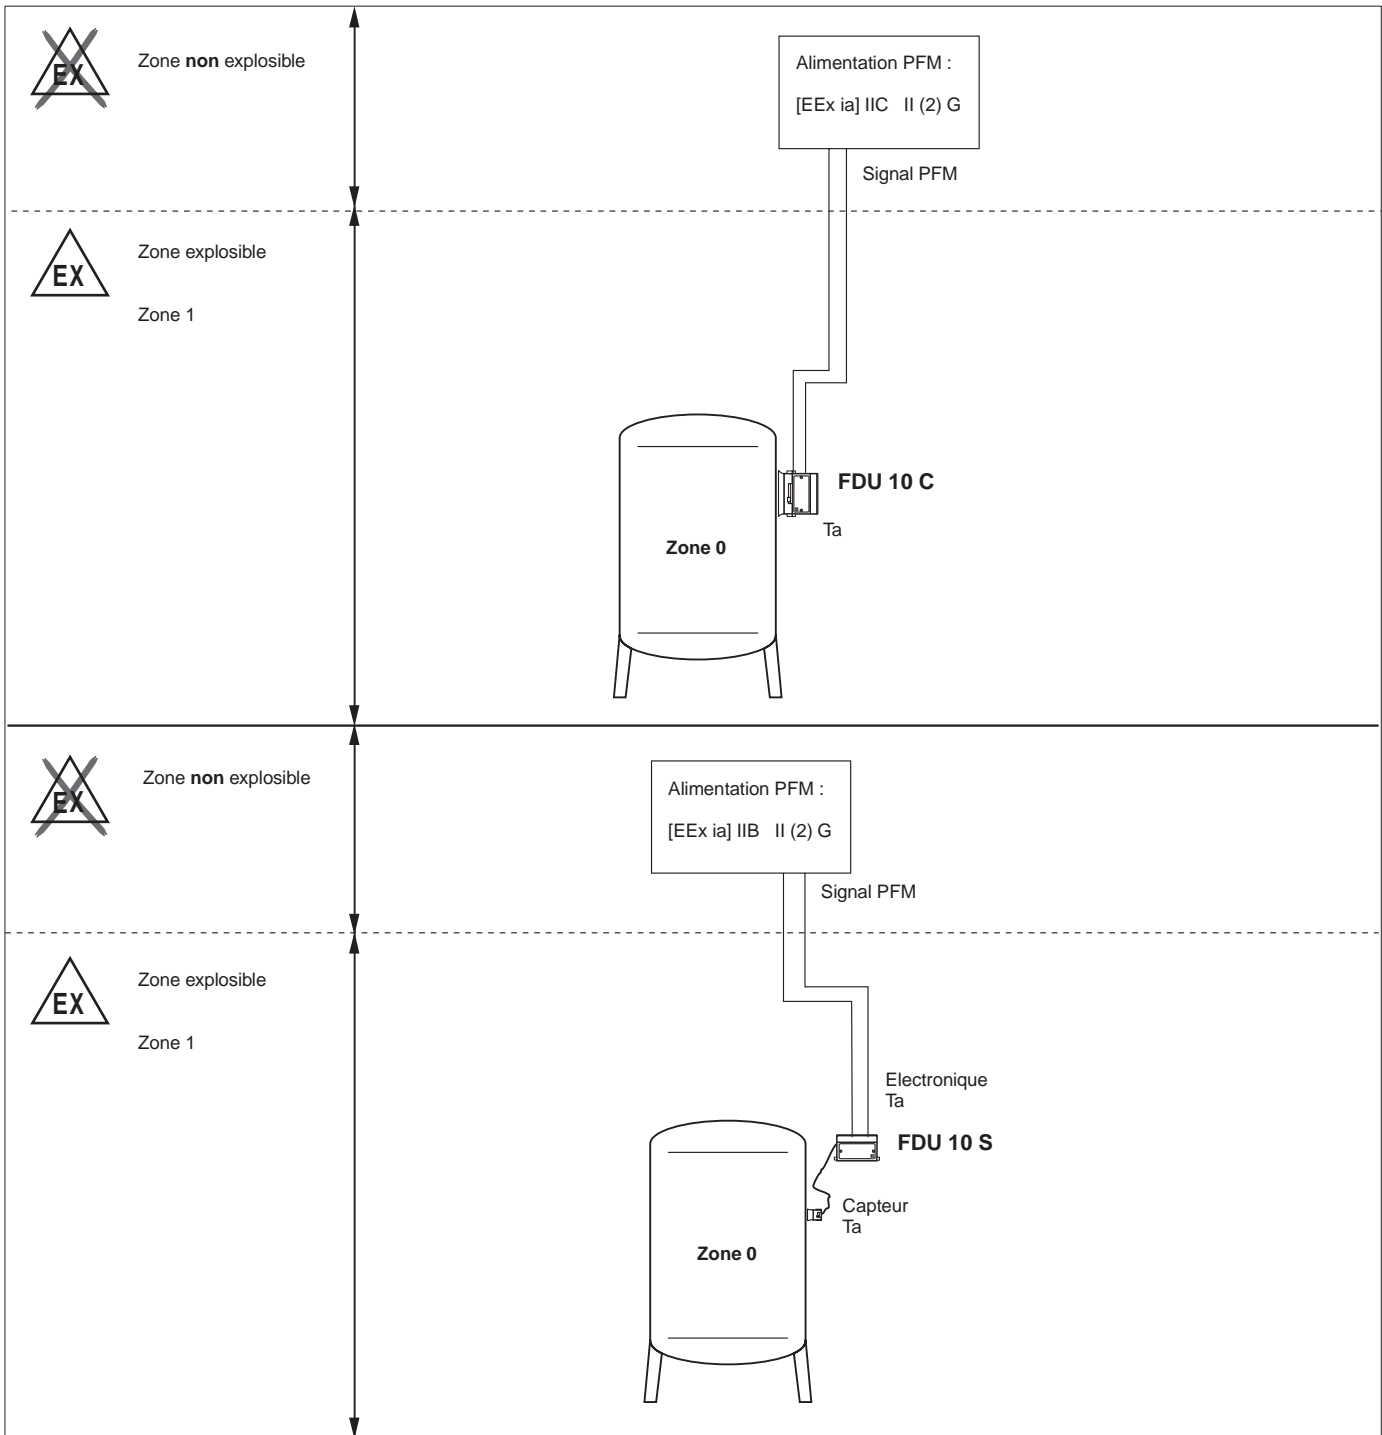 EX
Zone non explosible
Alimentation PFM :
[EEx ia] IIC II (2) G
Signal PFM
EX
Zone explosible
Zone 1
FDU 10 C
Ta
Zone 0
EX
Zone non explosible
Alimentation PFM :
[EEx ia] IIB II (2) G
Signal PFM
EX
Zone explosible
Zone 1
Electronique
Ta
FDU 10 S
Capteur
Ta
Zone 0